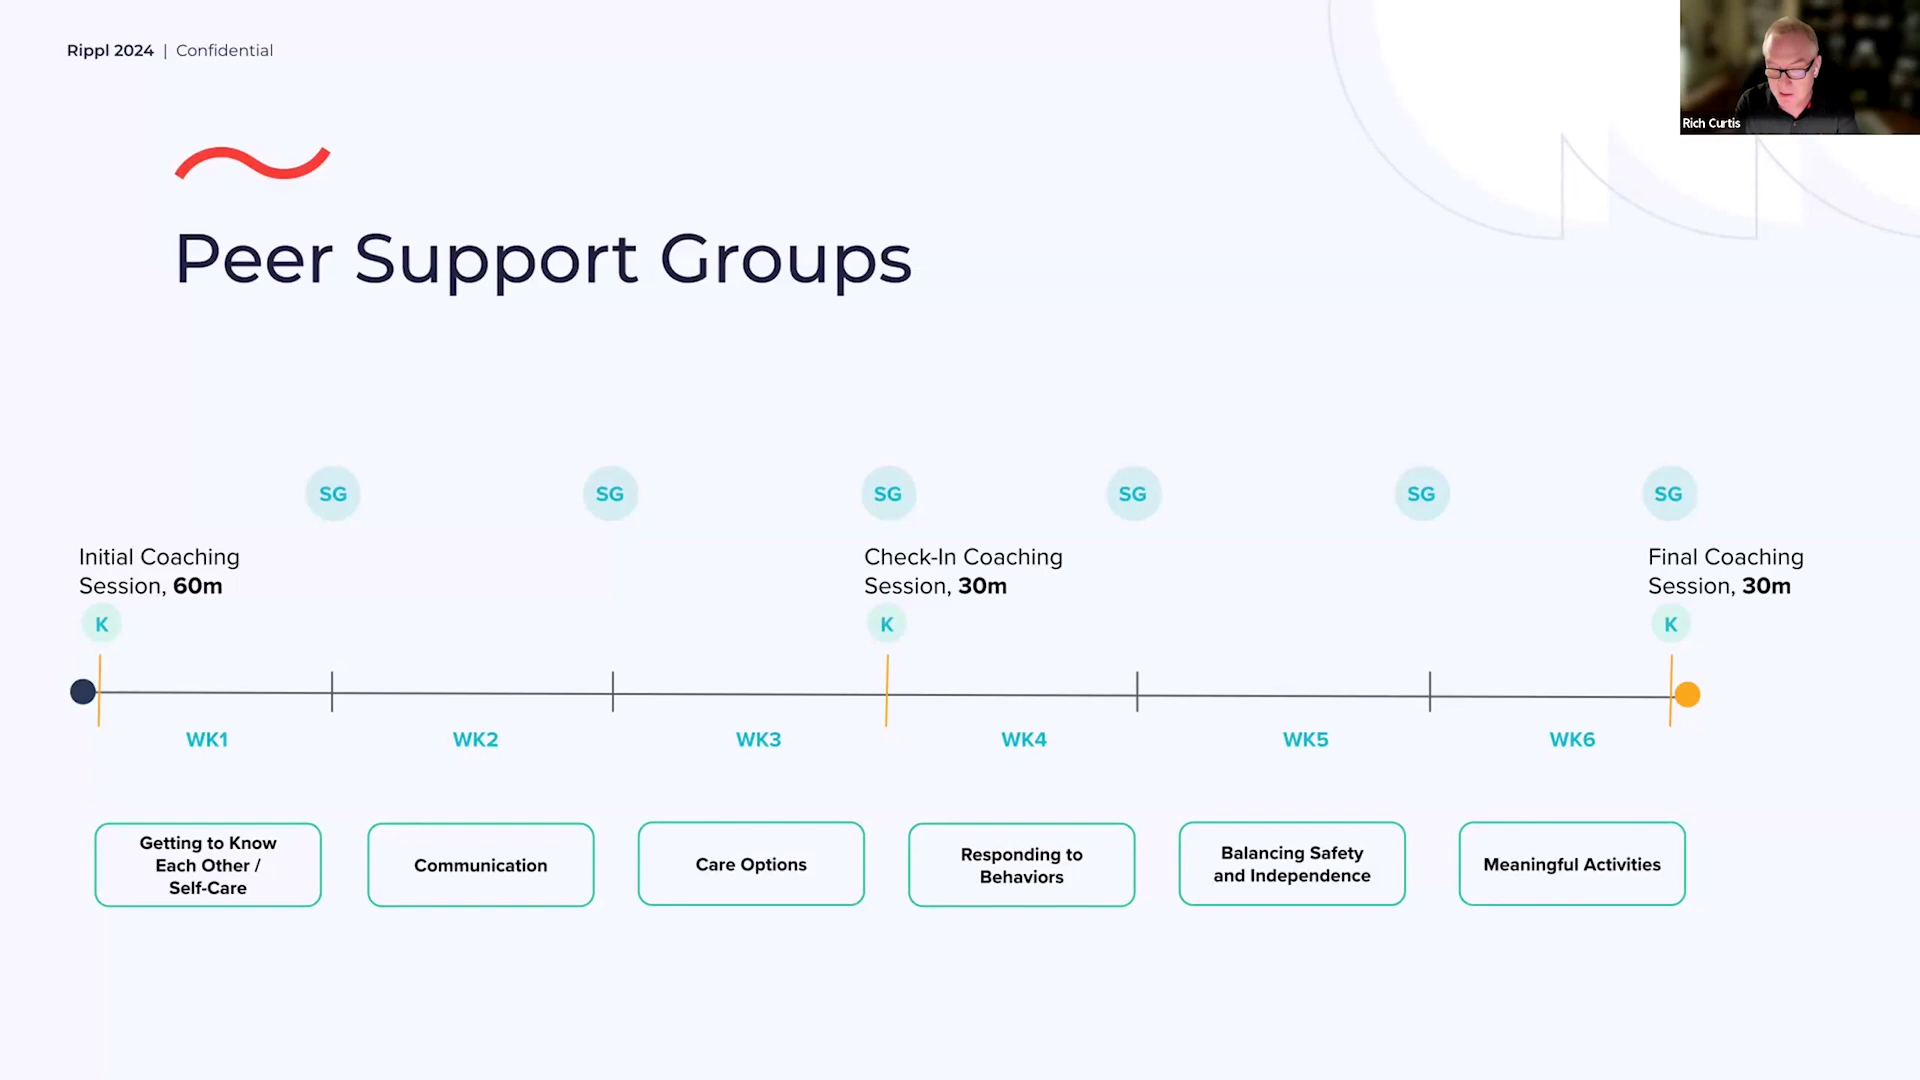 Rippl 2024 | Confidential
Rich Curtis
Peer Support Groups
SG
SG
SG
SG
SG
SG
Initial Coaching
Session, 60m
Check-In Coaching
Session, 30m
Final Coaching
Session, 30m
K
K
K
WK1
WK2
WK3
WK4
WK5
WK6
Getting to Know
Each Other /
Self-Care
Communication
Care Options
Responding to
Behaviors
Balancing Safety
and Independence
Meaningful Activities